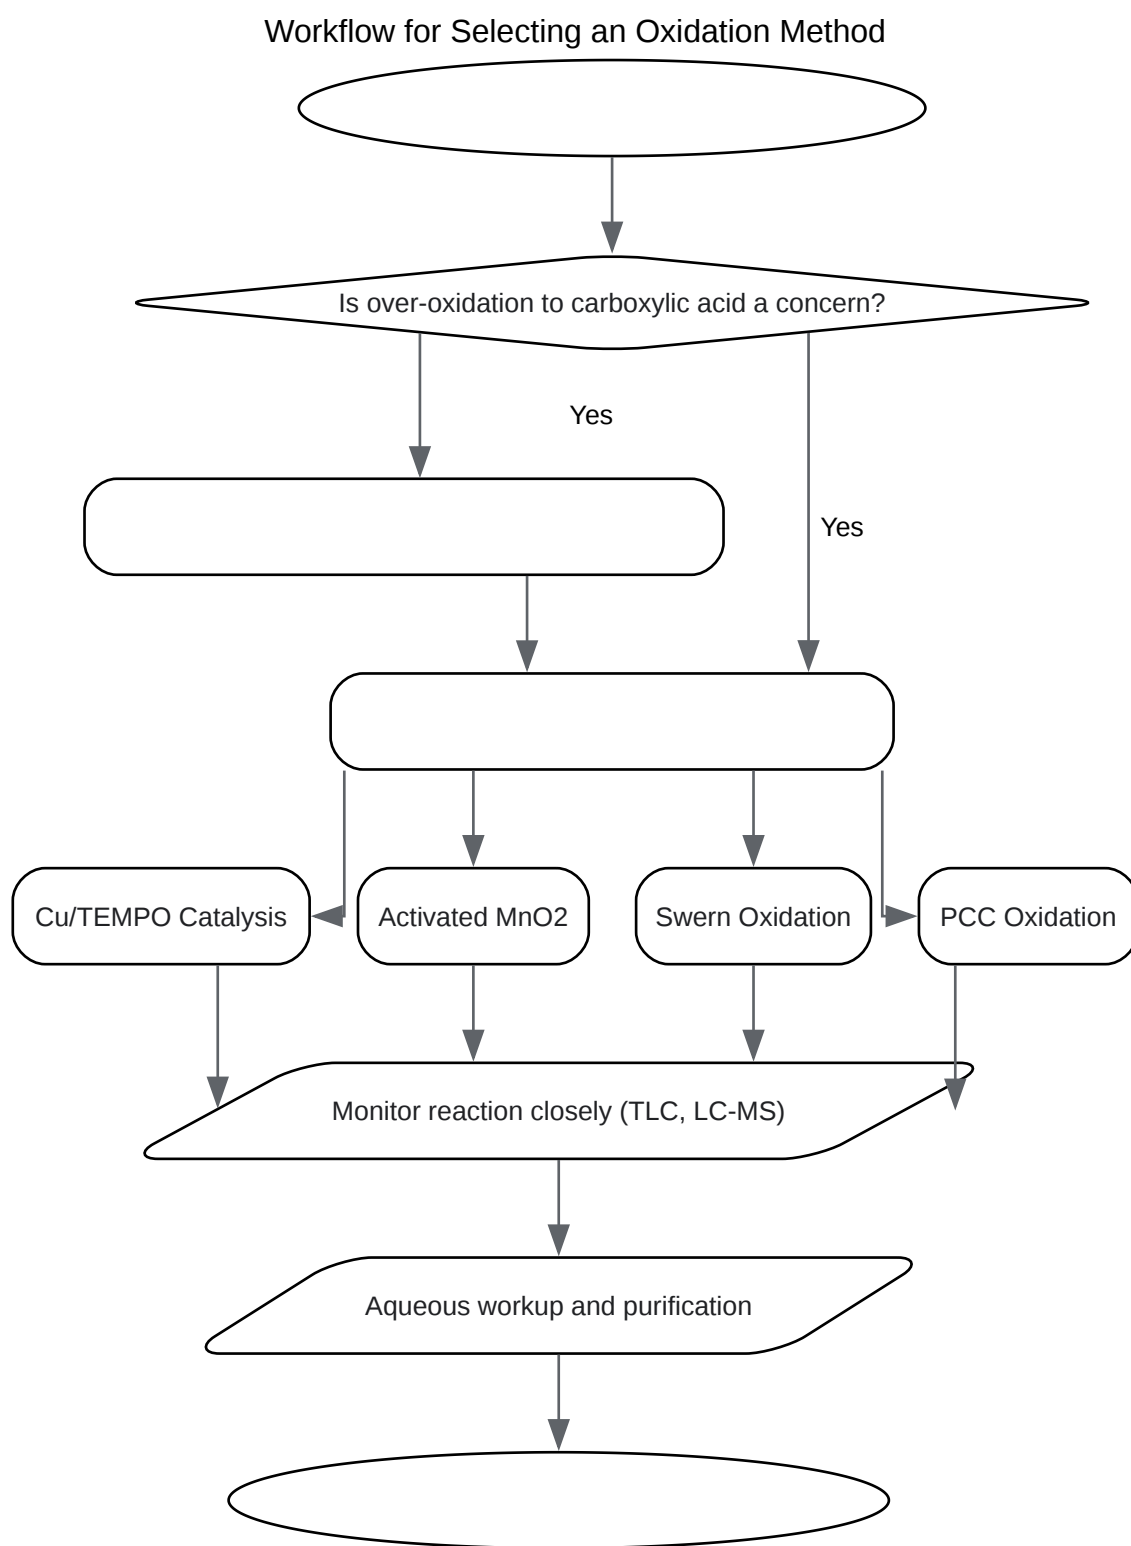 Workflow for Selecting an Oxidation Method
Is over-oxidation to carboxylic acid a concern?
Yes
Yes
Cu/TEMPO Catalysis
Activated MnO2
Swern Oxidation
PCC Oxidation
Monitor reaction closely (TLC, LC-MS)
Aqueous workup and purification